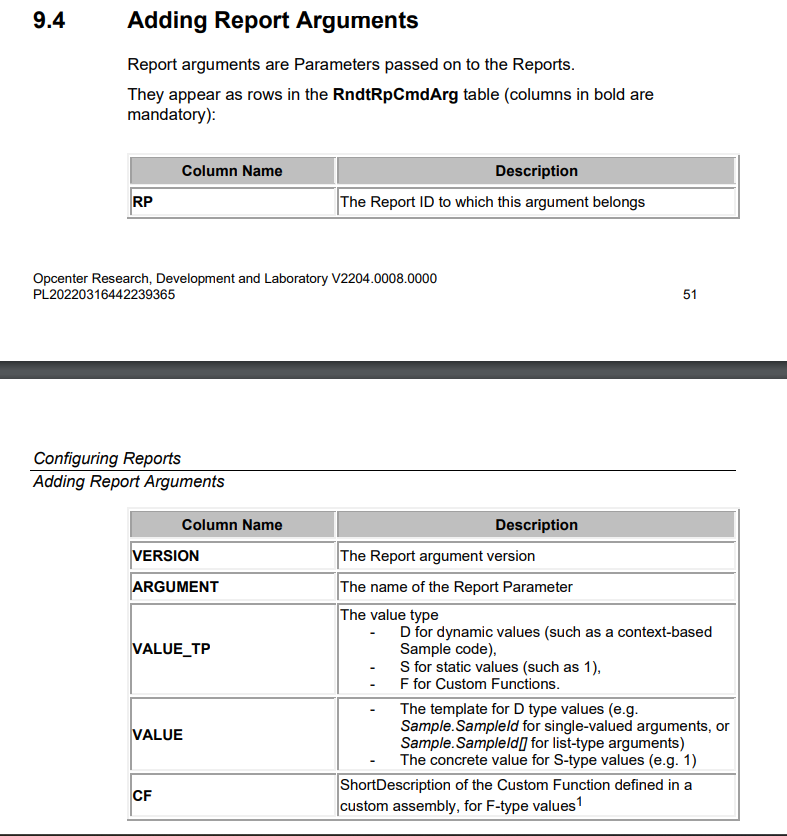 9.4 Adding Report Arguments
Report arguments are Parameters passed on to the Reports.
They appear as rows in the RndtRpCmdArg table (columns in bold are
mandatory):
Column Name Description
RP The Report ID to which this argument belongs
Opcenter Research, Development and Laboratory V2204.0008.0000
PL20220316442239365 51
Configuring Reports
Adding Report Arguments
Column Name Description
VERSION The Report argument version
ARGUMENT The name of the Report Parameter
VALUE_TP The value type
- D for dynamic values (such as a context-based
Sample code),
- S for static values (such as 1),
- F for Custom Functions.
VALUE - The template for D type values (e.g.
Sample.SampleId for single-valued arguments, or
Sample.SampleId[] for list-type arguments)
- The concrete value for S-type values (e.g. 1)
CF ShortDescription of the Custom Function defined in a
custom assembly, for F-type values1